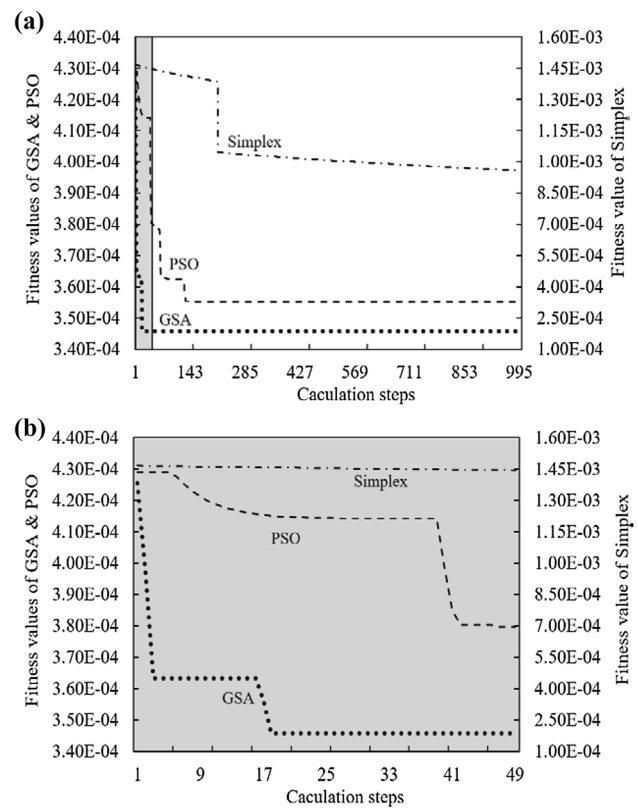 (a)
Fitness values of GSA & PSO
4.40E-04
4.30E-04
4.20E-04
4.10E-04
4.00E-04
3.90E-04
3.80E-04
3.70E-04
3.60E-04
3.50E-04
3.40E-04
Simplex
PSO
GSA
1.60E-03
1.45E-03
1.30E-03
1.15E-03
1.00E-03
8.50E-04
7.00E-04
5.50E-04
4.00E-04
2.50E-04
1.00E-04
Fitness value of Simplex
1 143 285 427 569 711 853 995
Caculation steps
(b)
Fitness values of GSA & PSO
4.40E-04
4.30E-04
4.20E-04
4.10E-04
4.00E-04
3.90E-04
3.80E-04
3.70E-04
3.60E-04
3.50E-04
3.40E-04
Simplex
PSO
GSA
1.60E-03
1.45E-03
1.30E-03
1.15E-03
1.00E-03
8.50E-04
7.00E-04
5.50E-04
4.00E-04
2.50E-04
1.00E-04
Fitness value of Simplex
1 9 17 25 33 41 49
Caculation steps